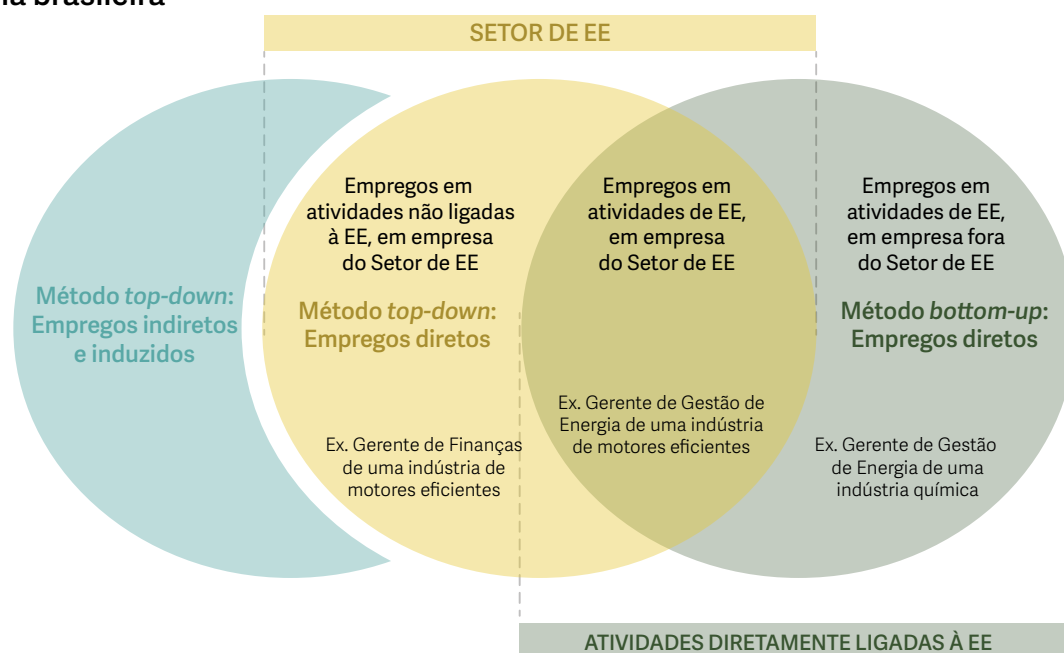 brasileira
SETOR DE EE
Método top-down:
Empregos indiretos
e induzidos
Empregos em
atividades não ligadas
à EE, em empresa
do Setor de EE
Método top-down:
Empregos diretos
Ex. Gerente de Finanças
de uma indústria de
motores eficientes
Empregos em
atividades de EE,
em empresa
do Setor de EE
Ex. Gerente de Gestão de
Energia de uma indústria
de motores eficientes
Empregos em
atividades de EE,
em empresa fora
do Setor de EE
Método bottom-up:
Empregos diretos
Ex. Gerente de Gestão
de Energia de uma
indústria química
ATIVIDADES DIRETAMENTE LIGADAS À EE